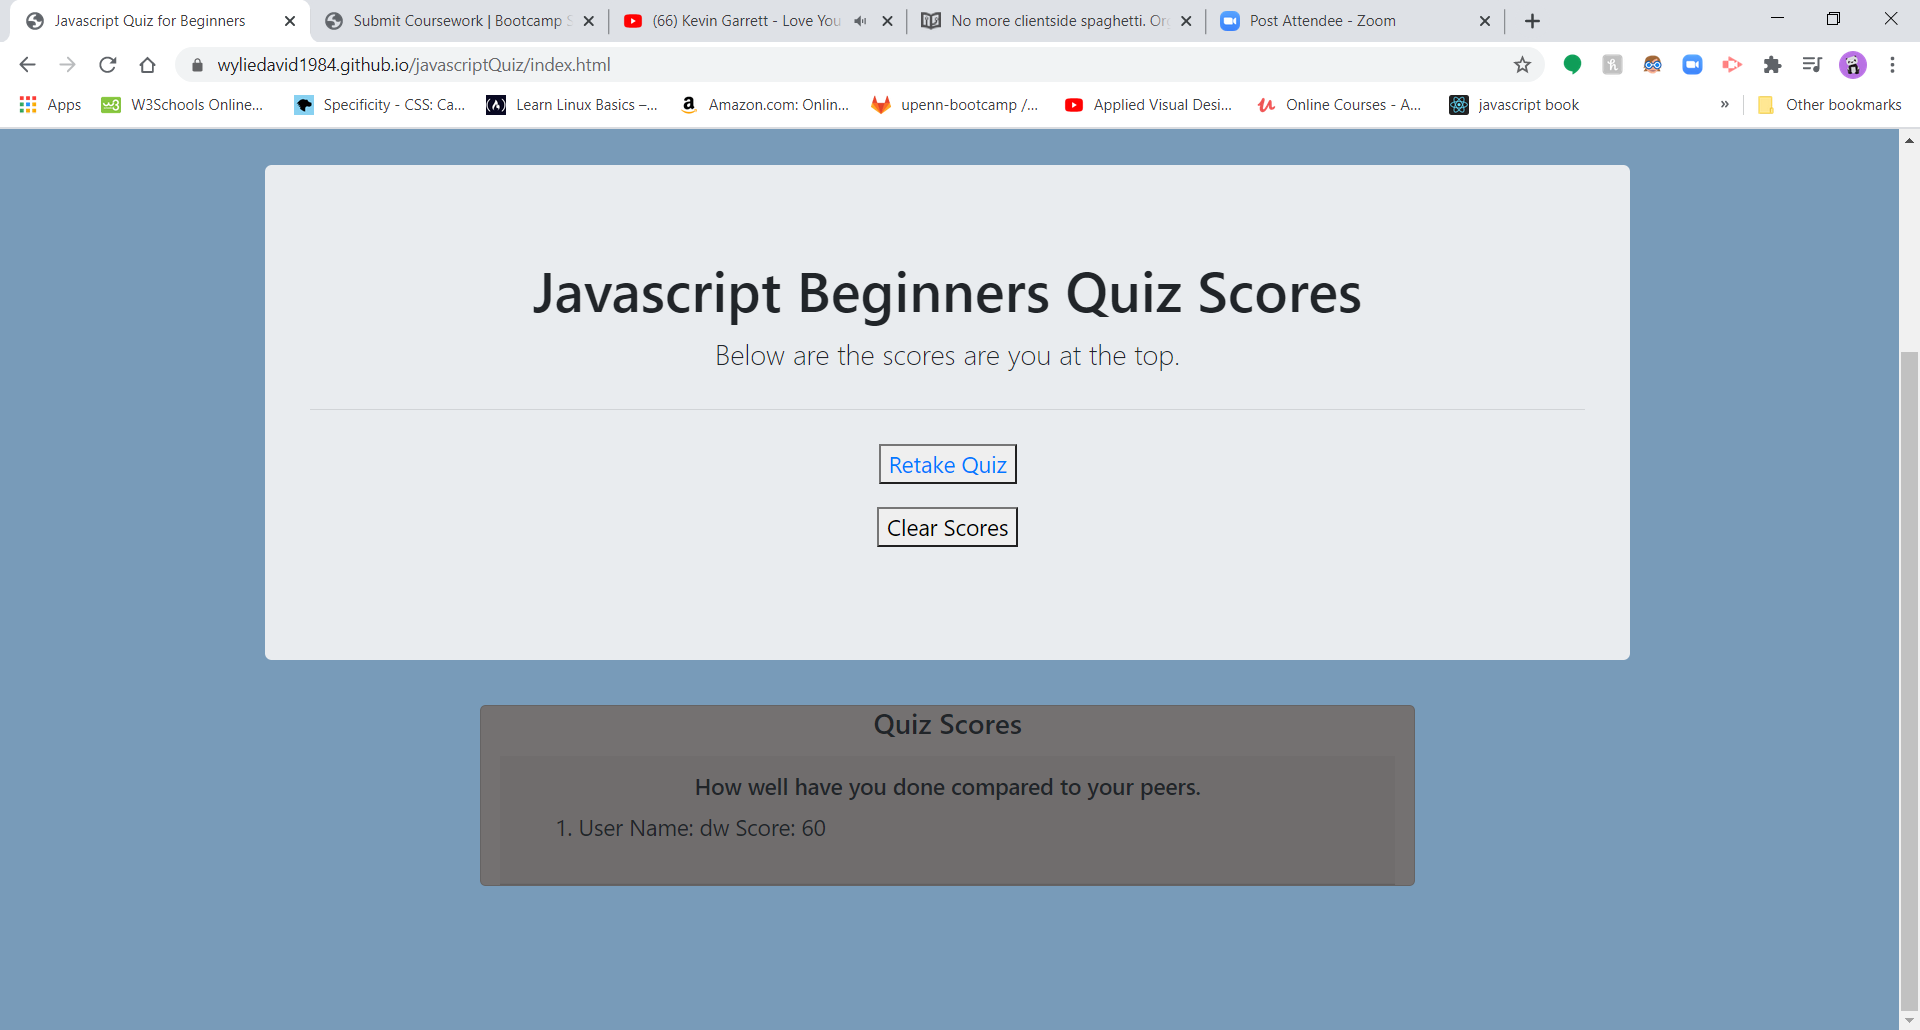 Javascript Quiz for Beginners
Submit Coursework | Bootcamp
(66) Kevin Garrett - Love You
No more clientside spaghetti.
Post Attendee - Zoom
wyliedavid1984.github.io/javascriptQuiz/index.html
Apps
W3Schools Online...
Specificity - CSS: Ca...
Learn Linux Basics –...
Amazon.com: Onlin...
upenn-bootcamp /...
Applied Visual Desi...
Online Courses - A...
javascript book
»
Other bookmarks
Javascript Beginners Quiz Scores
Below are the scores are you at the top.
Retake Quiz
Clear Scores
Quiz Scores
How well have you done compared to your peers.
1. User Name: dw Score: 60